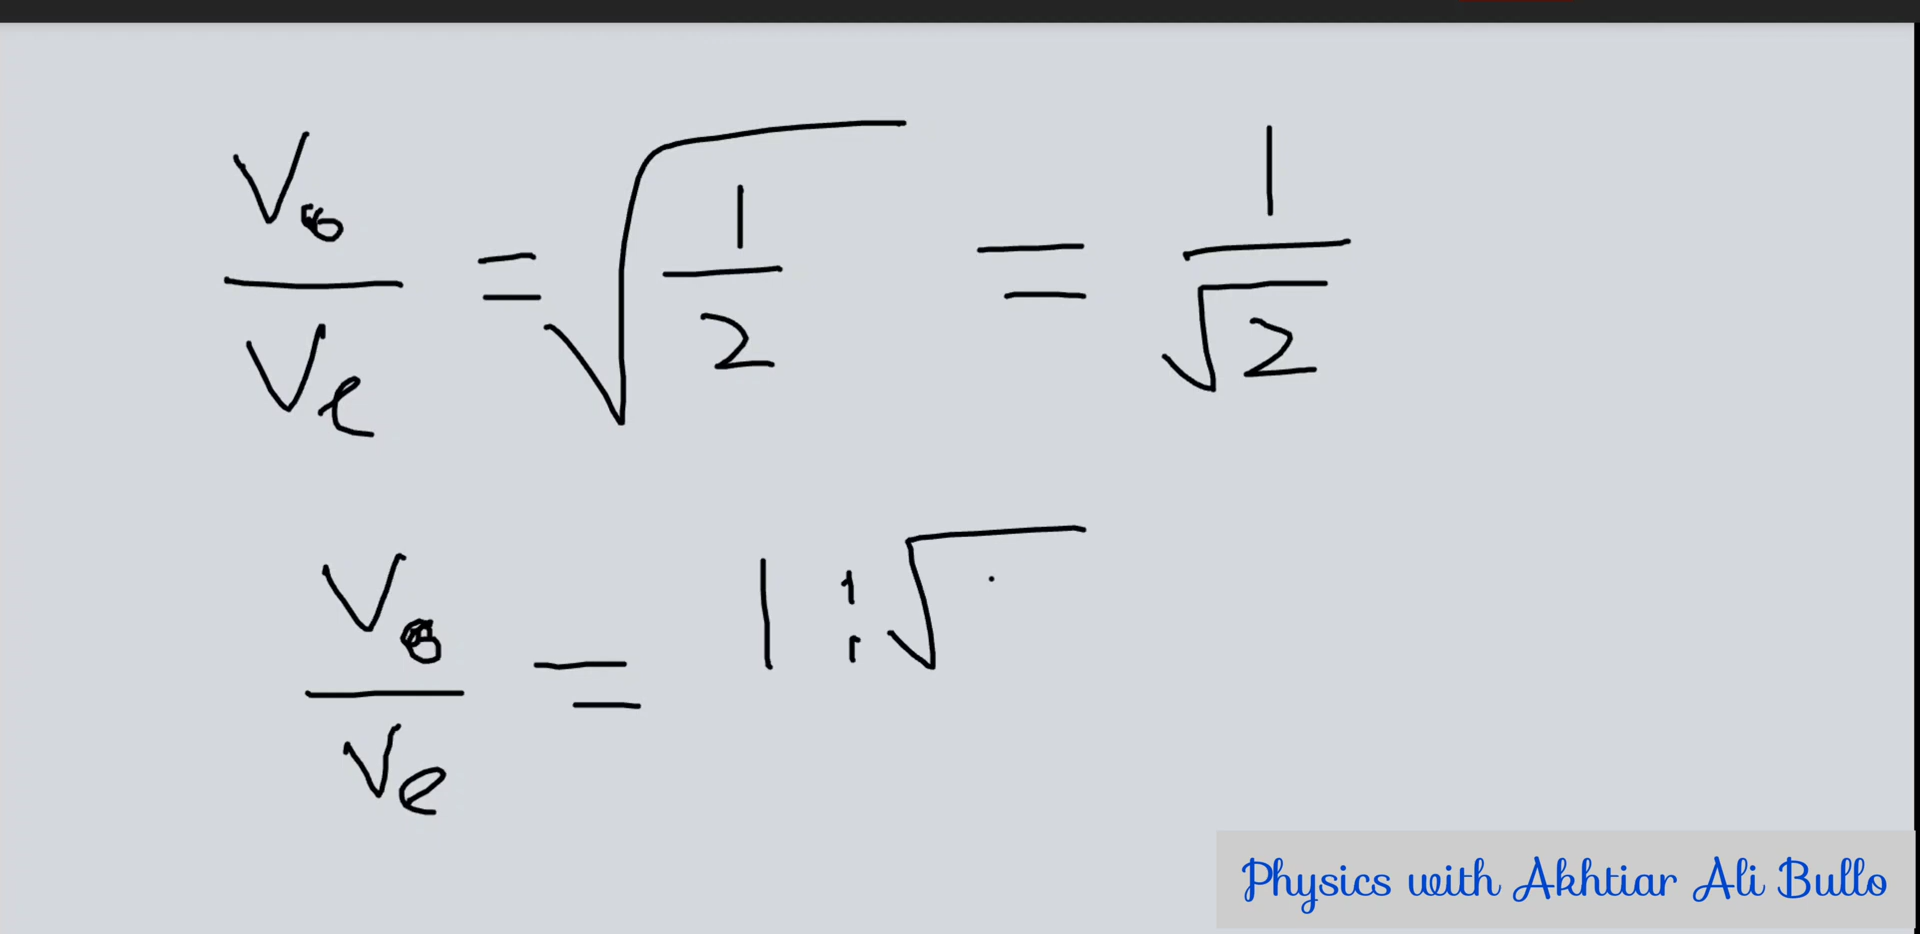 Vo/Ve = √(1/2) = 1/√2
Vo/Ve = 1 : √
Physics with Akhtiar Ali Bullo